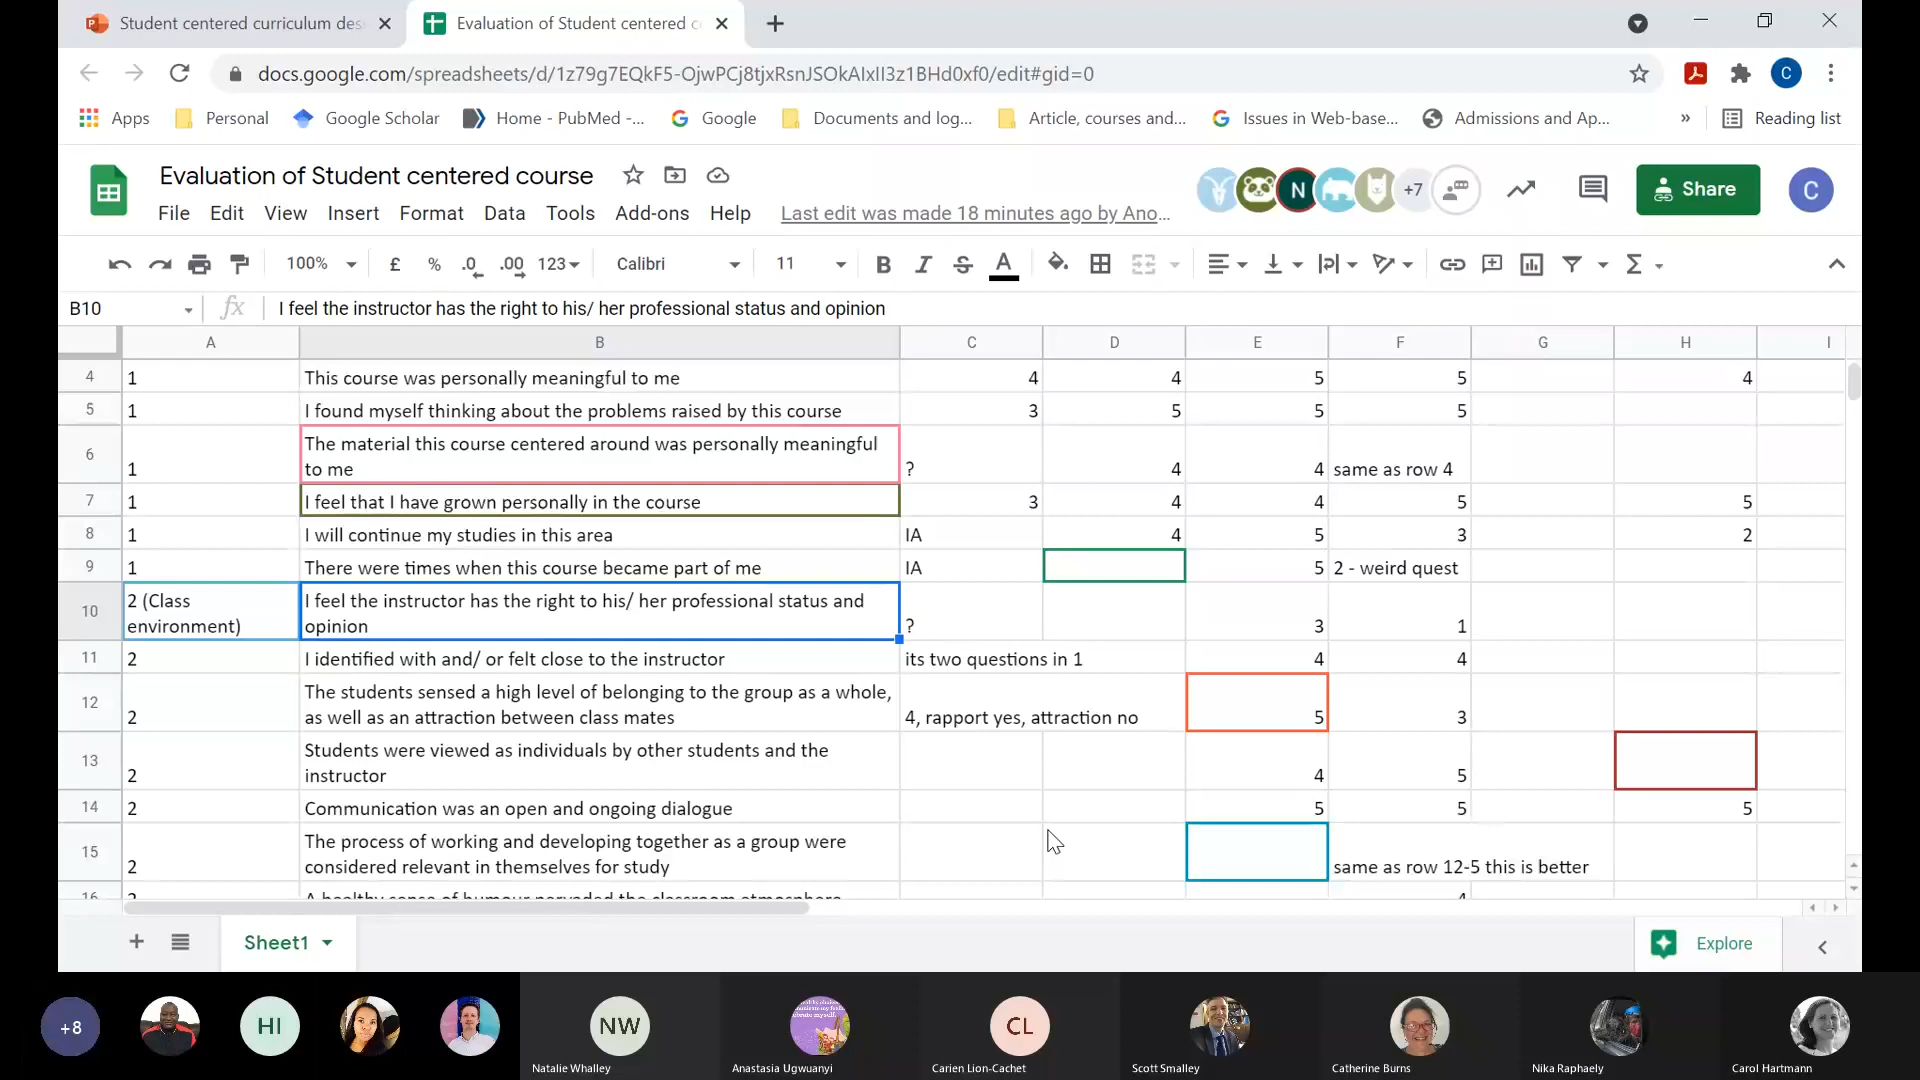 Student centered curriculum des
Evaluation of Student centered c
docs.google.com/spreadsheets/d/1z79g7EQkF5-OjwPCj8tjxRsnJSOkAIxII3z1BHd0xf0/edit#gid=0
C
Apps Personal Google Scholar Home - PubMed -... Google Documents and log... Article, courses and... Issues in Web-base... Admissions and Ap... » Reading list
Evaluation of Student centered course
N +7 Share C
File Edit View Insert Format Data Tools Add-ons Help Last edit was made 18 minutes ago by Ano...
100% £ % .0 .00 123 Calibri 11 B I S A Σ
B10 fx I feel the instructor has the right to his/ her professional status and opinion
A B C D E F G H I
4 1 This course was personally meaningful to me 4 4 5 5 4
5 1 I found myself thinking about the problems raised by this course 3 5 5 5
The material this course centered around was personally meaningful
6 1 to me ? 4 4 same as row 4
7 1 I feel that I have grown personally in the course 3 4 4 5 5
8 1 I will continue my studies in this area IA 4 5 3 2
9 1 There were times when this course became part of me IA 5 2 - weird quest
2 (Class I feel the instructor has the right to his/ her professional status and
10 environment) opinion ? 3 1
11 2 I identified with and/ or felt close to the instructor its two questions in 1 4 4
The students sensed a high level of belonging to the group as a whole,
12 2 as well as an attraction between class mates 4, rapport yes, attraction no 5 3
Students were viewed as individuals by other students and the
13 2 instructor 4 5
14 2 Communication was an open and ongoing dialogue 5 5 5
The process of working and developing together as a group were
15 2 considered relevant in themselves for study same as row 12-5 this is better
16 2 A healthy sense of humour pervaded the classroom atmosphere 4
Sheet1 Explore
+8 HI NW CL
Natalie Whalley Anastasia Ugwuanyi Carien Lion-Cachet Scott Smalley Catherine Burns Nika Raphaely Carol Hartmann